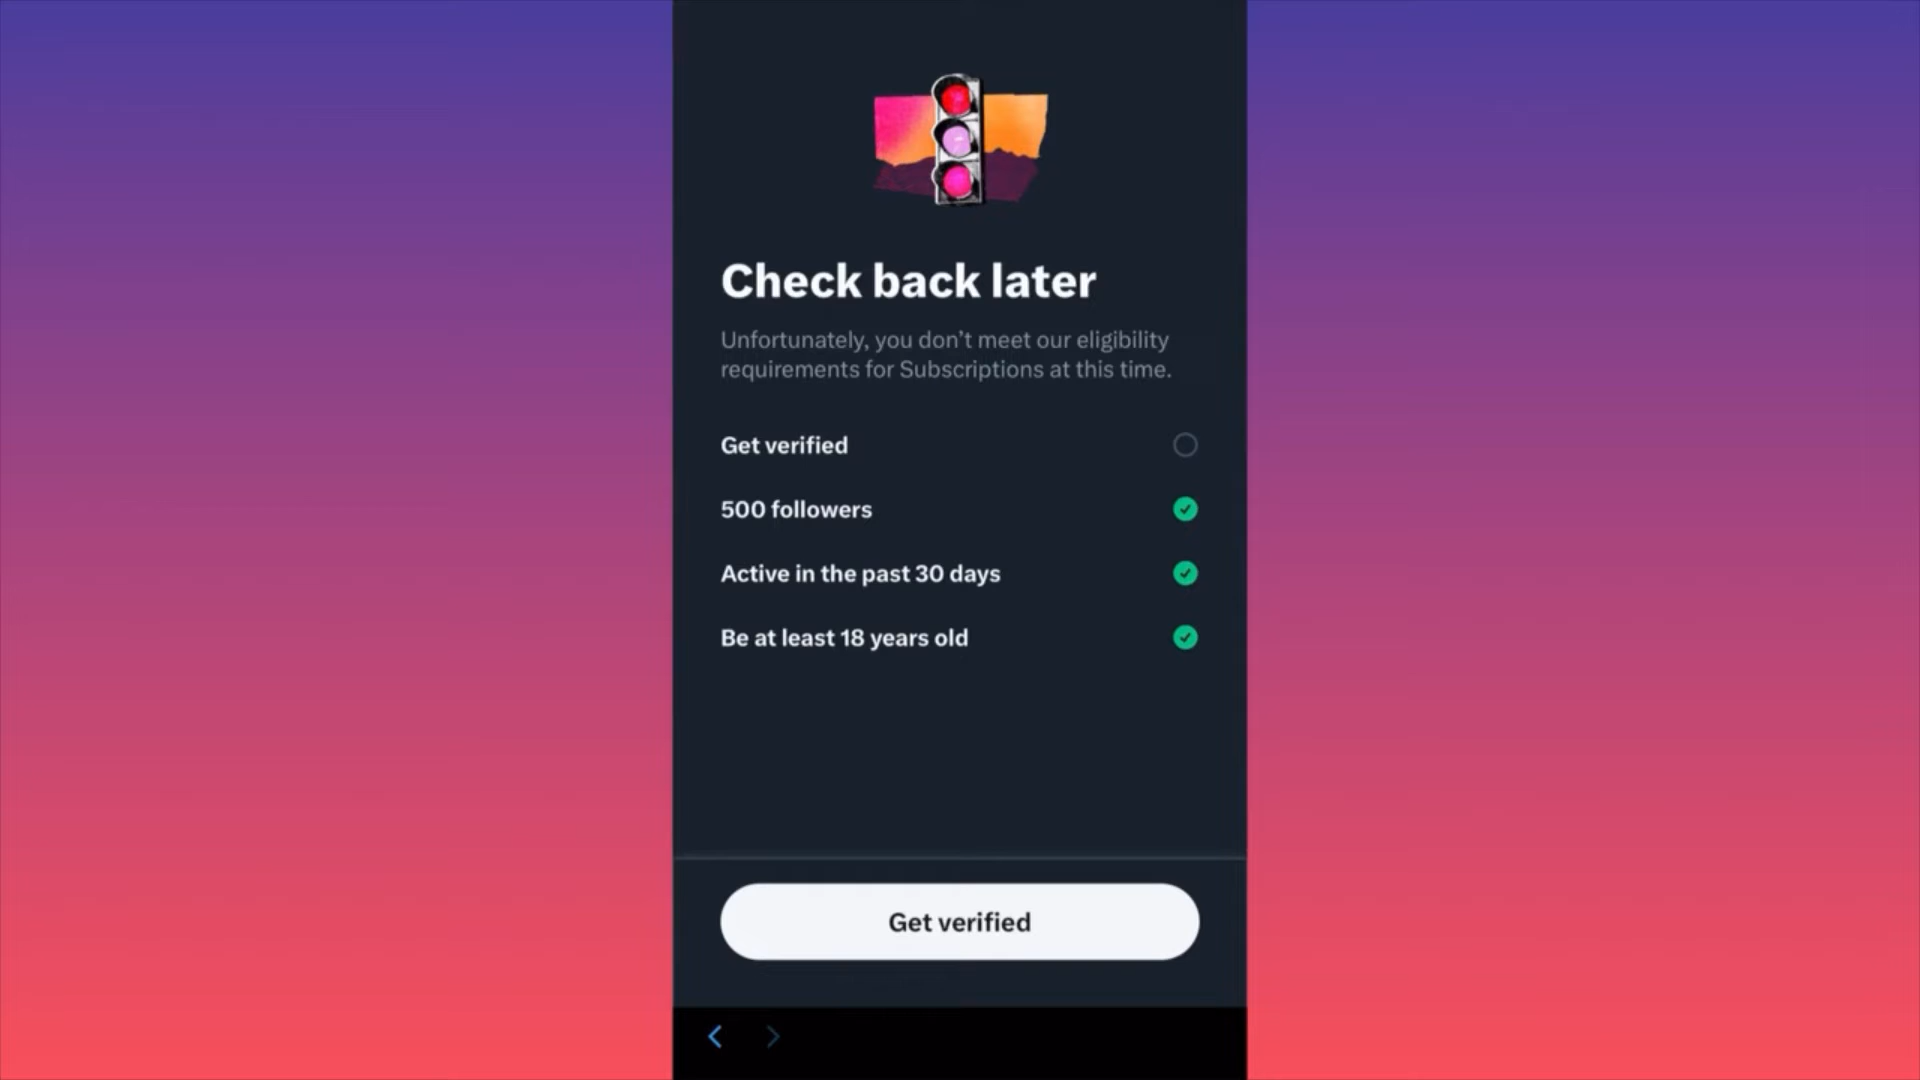 Check back later
Unfortunately, you don’t meet our eligibility
requirements for Subscriptions at this time.
Get verified
500 followers
Active in the past 30 days
Be at least 18 years old
Get verified